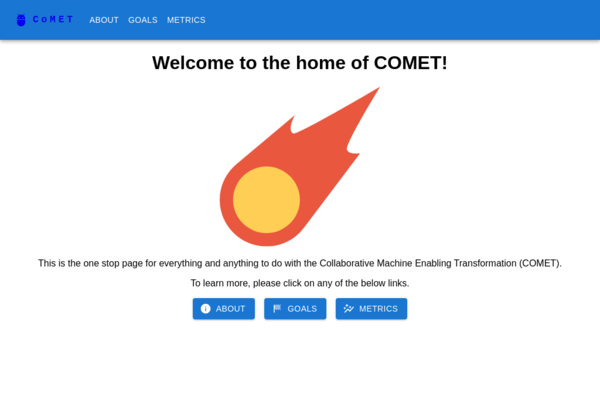 CoMET ABOUT GOALS METRICS
Welcome to the home of COMET!
This is the one stop page for everything and anything to do with the Collaborative Machine Enabling Transformation (COMET).
To learn more, please click on any of the below links.
ABOUT GOALS METRICS